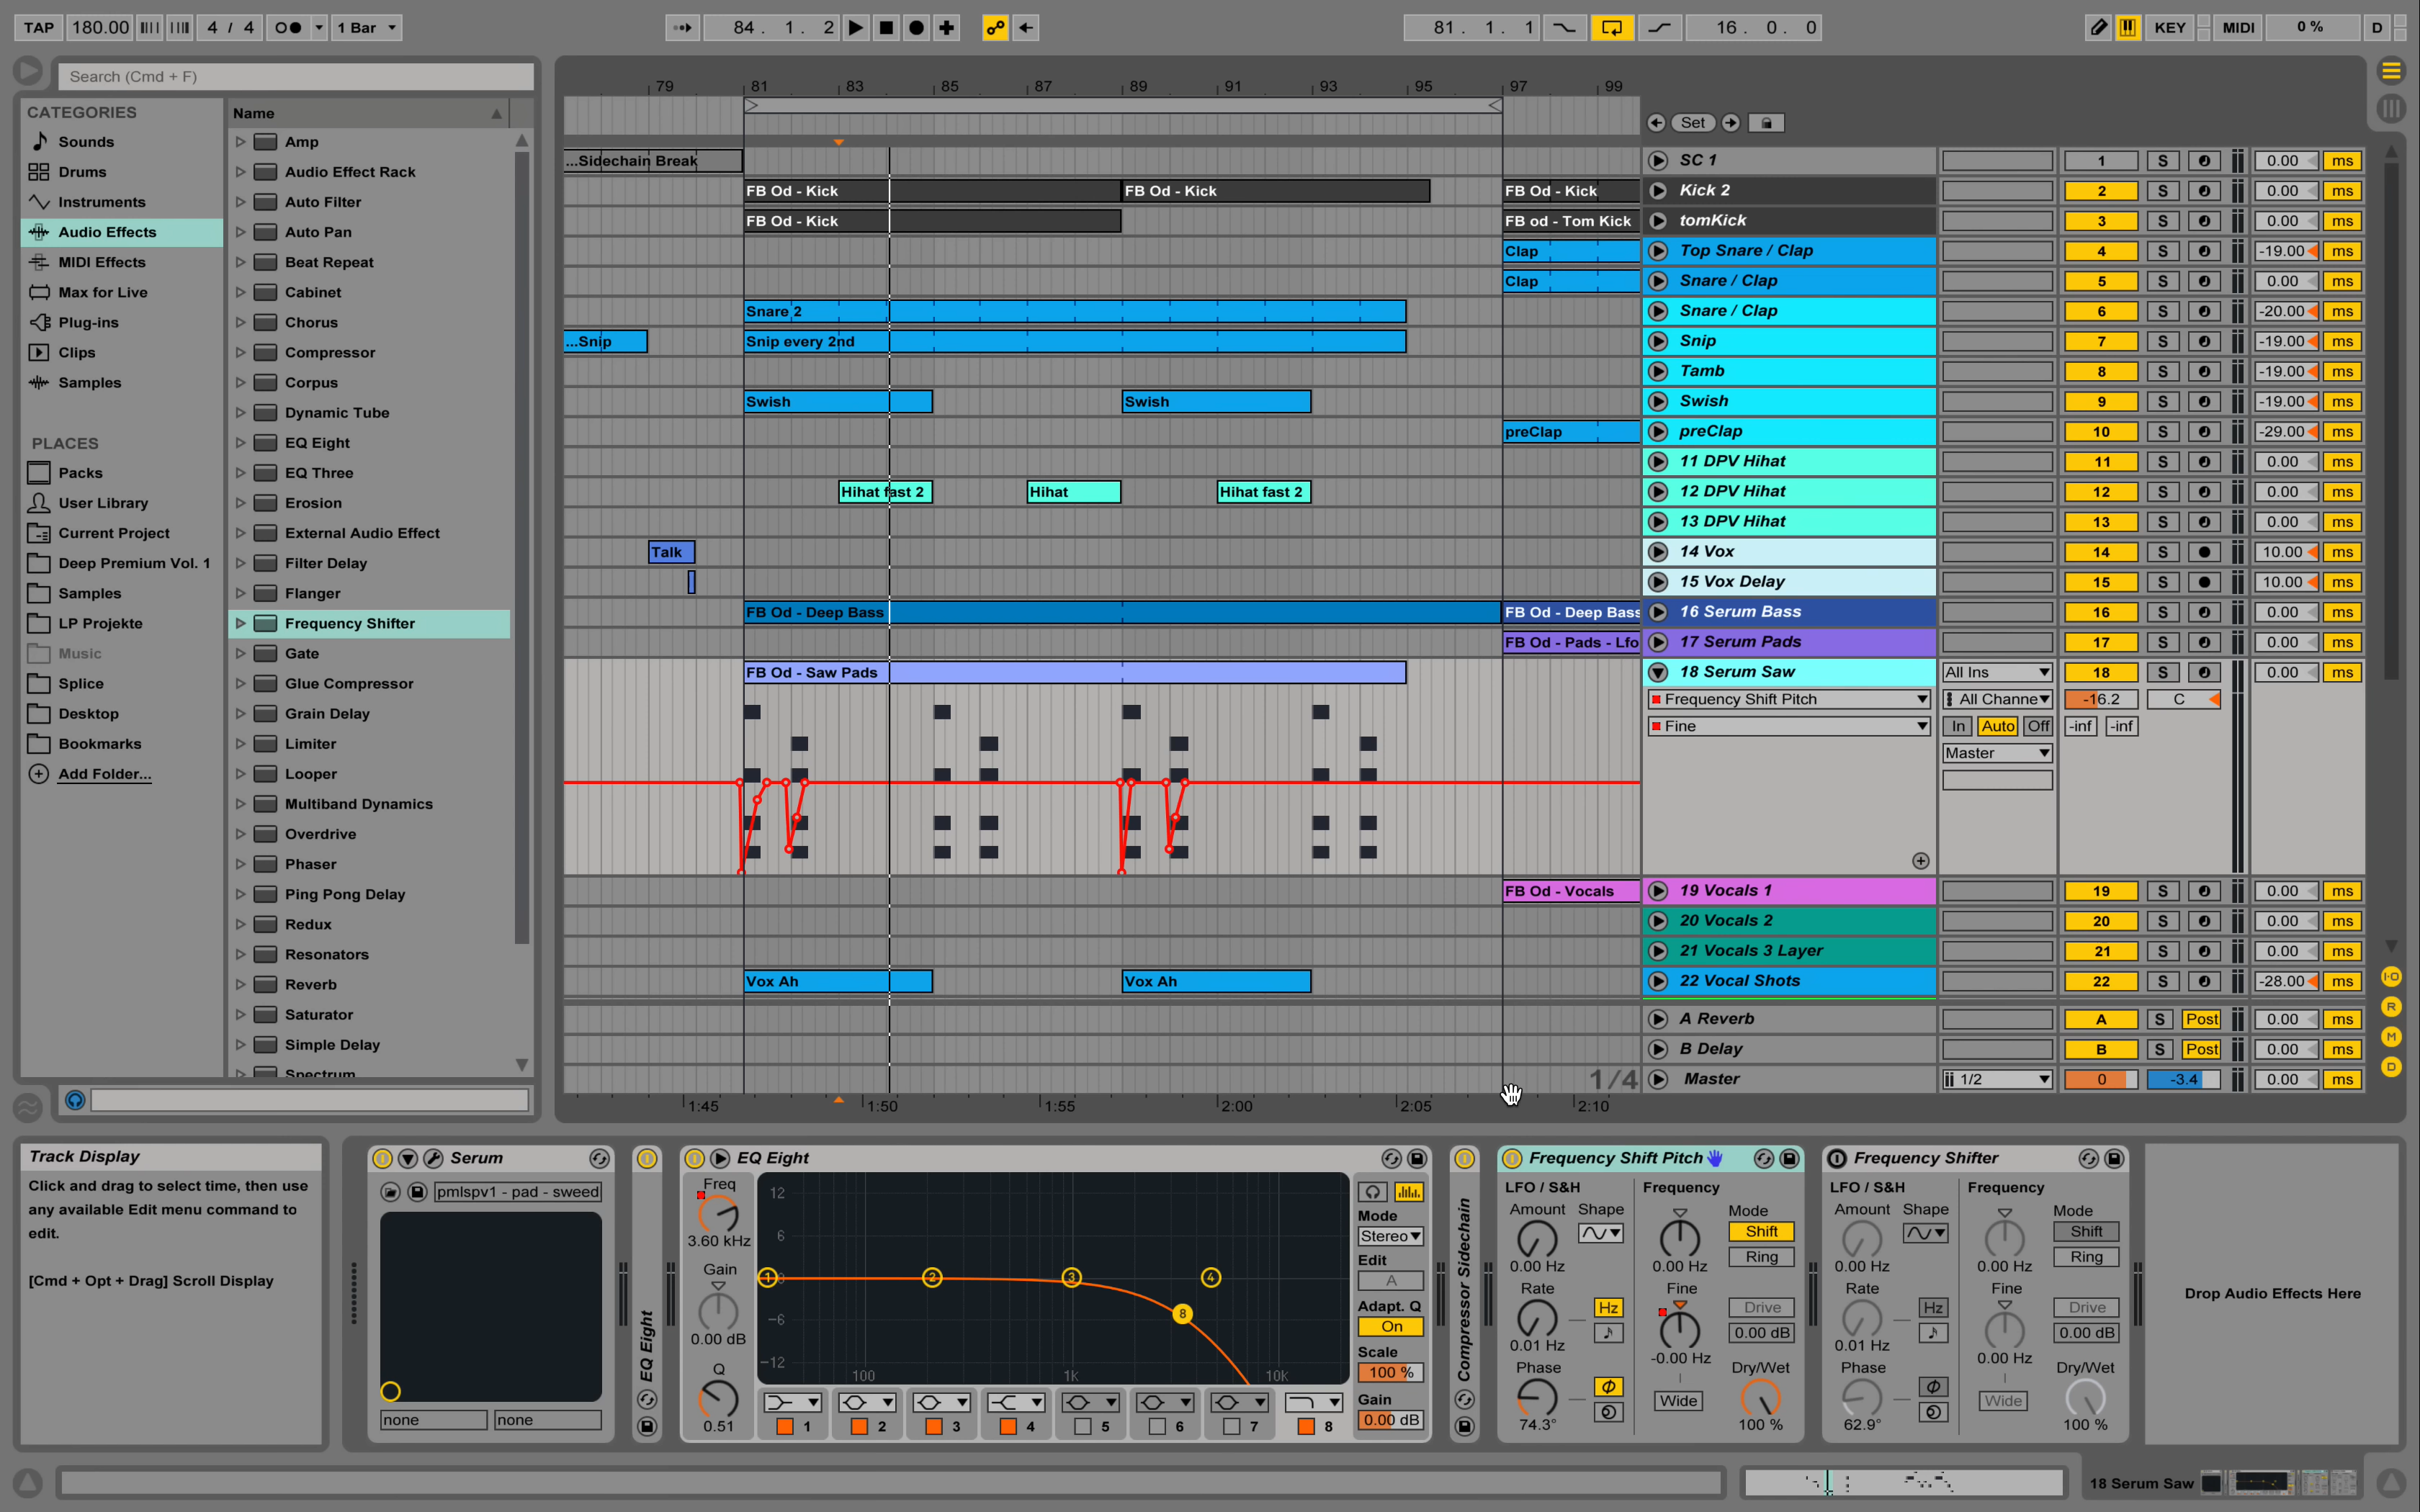 TAP 180.00 4 / 4 1 Bar 84. 1. 2 81. 1. 1 16. 0. 0 KEY MIDI 0 % D
Search (Cmd + F)
CATEGORIES
Sounds
Drums
Instruments
Audio Effects
MIDI Effects
Max for Live
Plug-ins
Clips
Samples
PLACES
Packs
User Library
Current Project
Deep Premium Vol. 1
Samples
LP Projekte
Music
Splice
Desktop
Bookmarks
Add Folder...
Name
Amp
Audio Effect Rack
Auto Filter
Auto Pan
Beat Repeat
Cabinet
Chorus
Compressor
Corpus
Dynamic Tube
EQ Eight
EQ Three
Erosion
External Audio Effect
Filter Delay
Flanger
Frequency Shifter
Gate
Glue Compressor
Grain Delay
Limiter
Looper
Multiband Dynamics
Overdrive
Phaser
Ping Pong Delay
Redux
Resonators
Reverb
Saturator
Simple Delay
Spectrum
79 81 83 85 87 89 91 93 95 97 99
Set
...Sidechain Break SC 1 1 S 0.00 ms
FB Od - Kick FB Od - Kick FB Od - Kick Kick 2 2 S 0.00 ms
FB Od - Kick FB od - Tom Kick tomKick 3 S 0.00 ms
Clap Top Snare / Clap 4 S -19.00 ms
Clap Snare / Clap 5 S 0.00 ms
Snare 2 Snare / Clap 6 S -20.00 ms
...Snip Snip every 2nd Snip 7 S -19.00 ms
Tamb 8 S -19.00 ms
Swish Swish Swish 9 S -19.00 ms
preClap preClap 10 S -29.00 ms
11 DPV Hihat 11 S 0.00 ms
Hihat fast 2 Hihat Hihat fast 2 12 DPV Hihat 12 S 0.00 ms
13 DPV Hihat 13 S 0.00 ms
Talk 14 Vox 14 S 10.00 ms
15 Vox Delay 15 S 10.00 ms
FB Od - Deep Bass FB Od - Deep Bass 16 Serum Bass 16 S 0.00 ms
FB Od - Pads - Lfo 17 Serum Pads 17 S 0.00 ms
FB Od - Saw Pads 18 Serum Saw All Ins 18 S 0.00 ms
Frequency Shift Pitch All Channe -16.2 C
Fine In Auto Off -inf -inf
Master
FB Od - Vocals 19 Vocals 1 19 S 0.00 ms
20 Vocals 2 20 S 0.00 ms
21 Vocals 3 Layer 21 S 0.00 ms
Vox Ah Vox Ah 22 Vocal Shots 22 S -28.00 ms
A Reverb A S Post 0.00 ms
B Delay B S Post 0.00 ms
1/4 Master 1/2 0 -3.4 0.00 ms
1:45 1:50 1:55 2:00 2:05 2:10
I·O
R
M
D
Track Display
Click and drag to select time, then use
any available Edit menu command to
edit.
[Cmd + Opt + Drag] Scroll Display
Serum
pmlspv1 - pad - sweed
none none
EQ Eight
EQ Eight
Freq
3.60 kHz
Gain
0.00 dB
Q
0.51
12
6
0
-6
-12
100 1k 10k
1 2 3 4 8
1 2 3 4 5 6 7 8
Mode
Stereo
Edit
A
Adapt. Q
On
Scale
100 %
Gain
0.00 dB
Compressor Sidechain
Frequency Shift Pitch
LFO / S&H Frequency
Amount Shape Mode
Shift
0.00 Hz 0.00 Hz Ring
Rate Fine
Hz Drive
0.01 Hz -0.00 Hz 0.00 dB
Phase Dry/Wet
Wide
74.3° 100 %
Frequency Shifter
LFO / S&H Frequency
Amount Shape Mode
Shift
0.00 Hz 0.00 Hz Ring
Rate Fine
Hz Drive
0.01 Hz 0.00 Hz 0.00 dB
Phase Dry/Wet
Wide
62.9° 100 %
Drop Audio Effects Here
18 Serum Saw